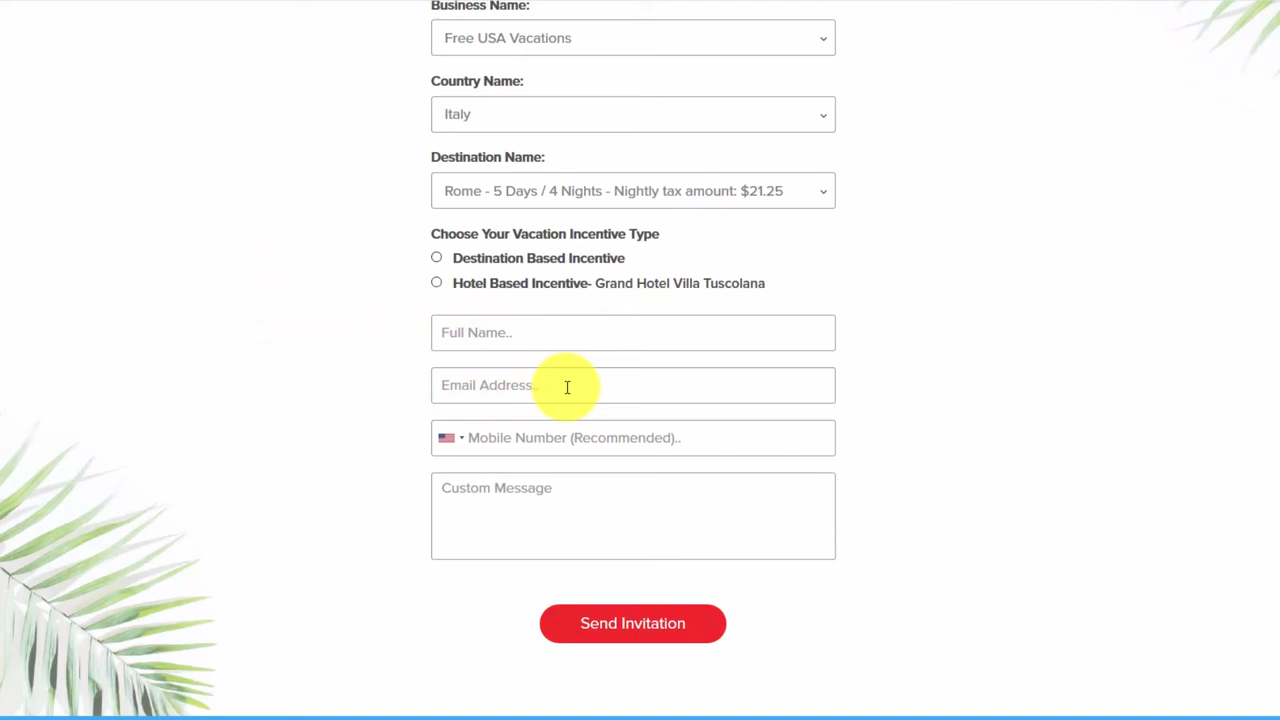 Business Name:
Free USA Vacations
Country Name:
Italy
Destination Name:
Rome - 5 Days / 4 Nights - Nightly tax amount: $21.25
Choose Your Vacation Incentive Type
Destination Based Incentive
Hotel Based Incentive- Grand Hotel Villa Tuscolana
Full Name..
Email Address..
Mobile Number (Recommended)..
Custom Message
Send Invitation